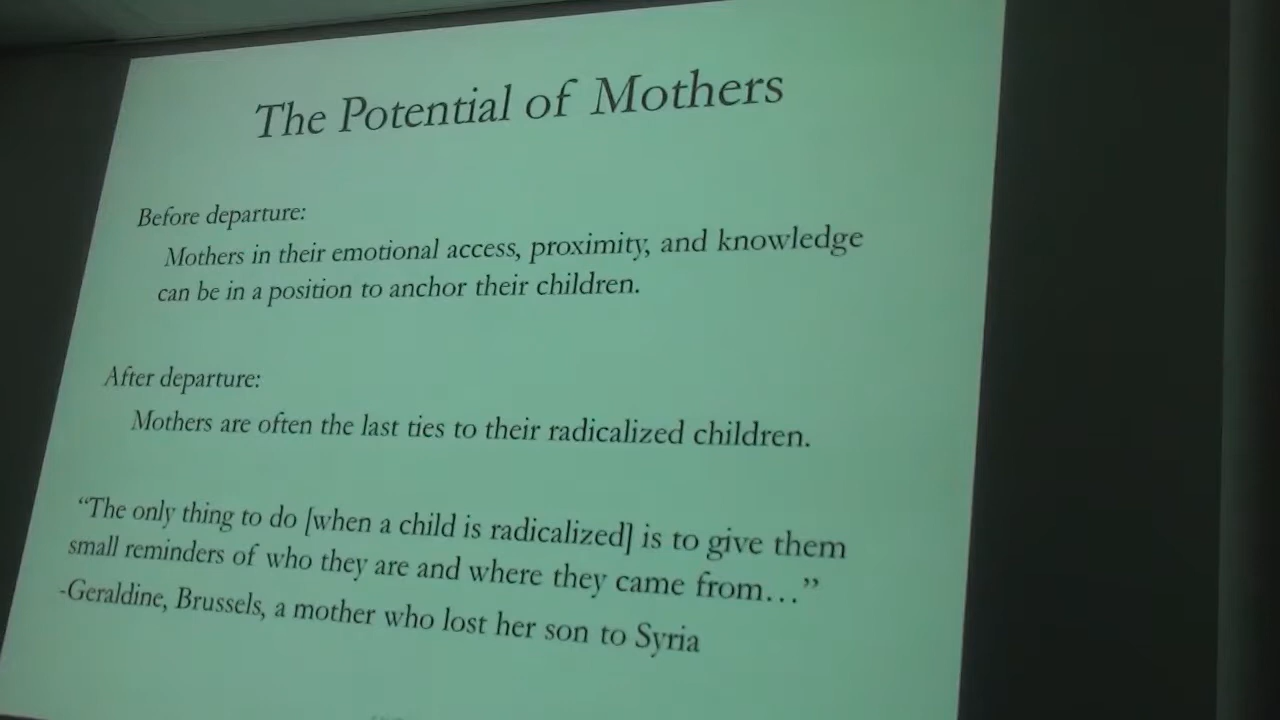 The Potential of Mothers
Before departure:
Mothers in their emotional access, proximity, and knowledge
can be in a position to anchor their children.
After departure:
Mothers are often the last ties to their radicalized children.
“The only thing to do [when a child is radicalized] is to give them
small reminders of who they are and where they came from…”
-Geraldine, Brussels, a mother who lost her son to Syria